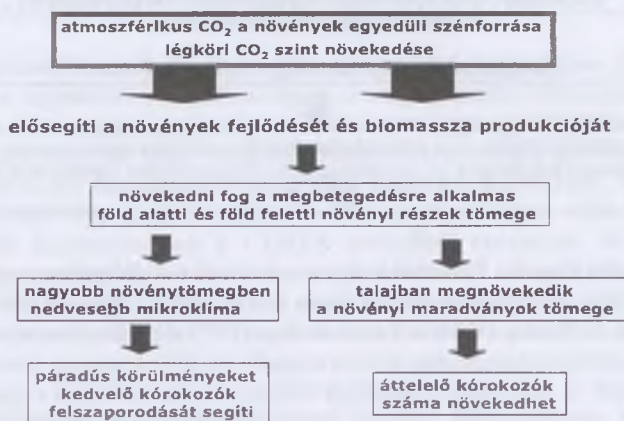 atmoszférikus CO₂ a növények egyedüli szénforrása
légköri CO₂ szint növekedése
elősegíti a növények fejlődését és biomassza produkcióját
növekedni fog a megbetegedésre alkalmas
föld alatti és föld feletti növényi részek tömege
nagyobb növénytömegben
nedvesebb mikroklíma
talajban megnövekedik
a növényi maradványok tömege
páradús körülményeket
kedvelő kórokozók
felszaporodását segíti
áttelelő kórokozók
száma növekedhet